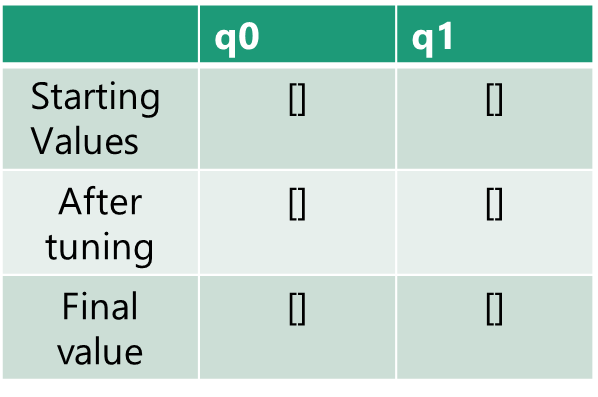 q0 q1
Starting
Values [] []
After
tuning [] []
Final
value [] []